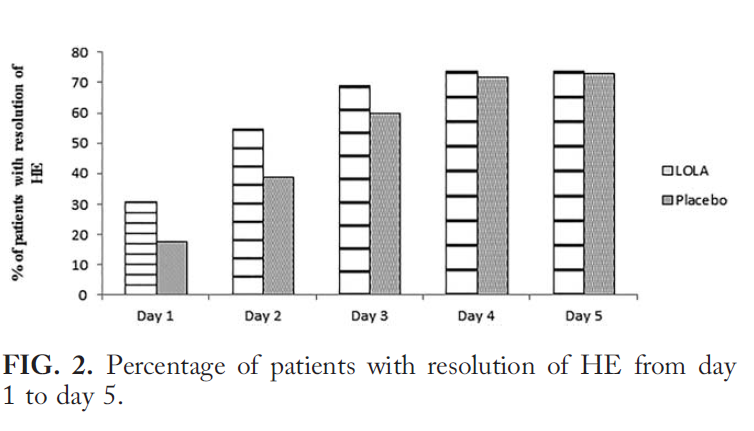 80
70
60
50
40
30
20
10
0
% of patients with resolution of
HE
Day 1
Day 2
Day 3
Day 4
Day 5
LOLA
Placebo
FIG. 2. Percentage of patients with resolution of HE from day
1 to day 5.